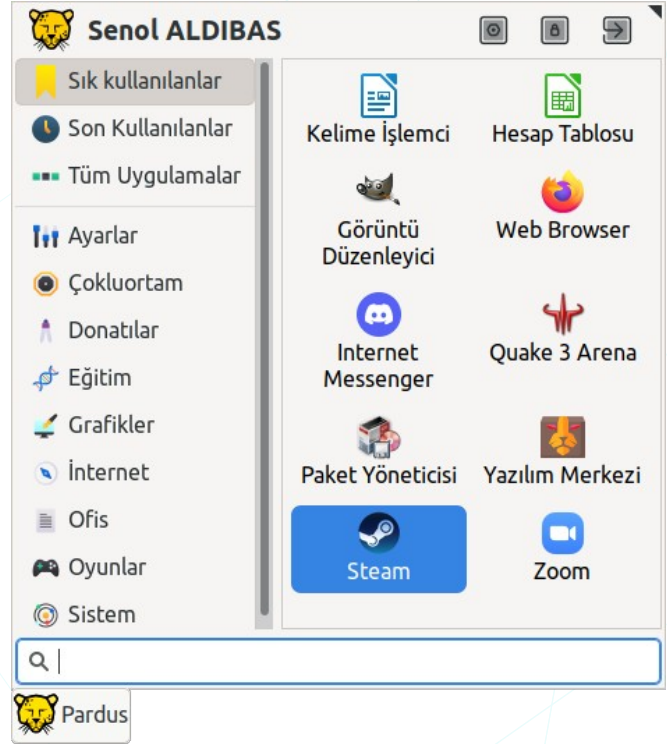 Senol ALDIBAS
Sık kullanılanlar
Son Kullanılanlar
Tüm Uygulamalar
Ayarlar
Çokluortam
Donatılar
Eğitim
Grafikler
İnternet
Ofis
Oyunlar
Sistem
Kelime İşlemci
Hesap Tablosu
Görüntü
Düzenleyici
Web Browser
Internet
Messenger
Quake 3 Arena
Paket Yöneticisi
Yazılım Merkezi
Steam
Zoom
Pardus